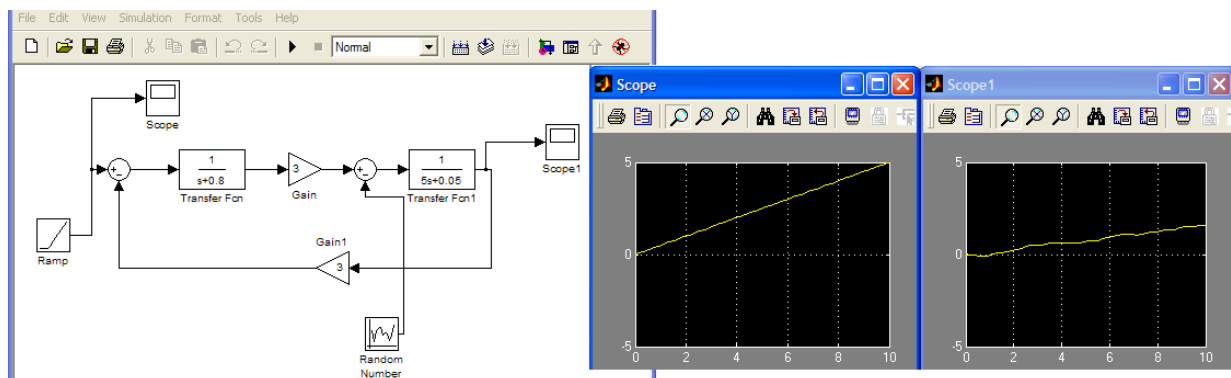 File Edit View Simulation Format Tools Help
Normal
Scope
1
s+0.8
Transfer Fcn
3
Gain
1
5s+0.05
Transfer Fcn1
Scope1
Ramp
Gain1
3
Random
Number
Scope
5
0
-5
0 2 4 6 8 10
Scope1
5
0
-5
0 2 4 6 8 10